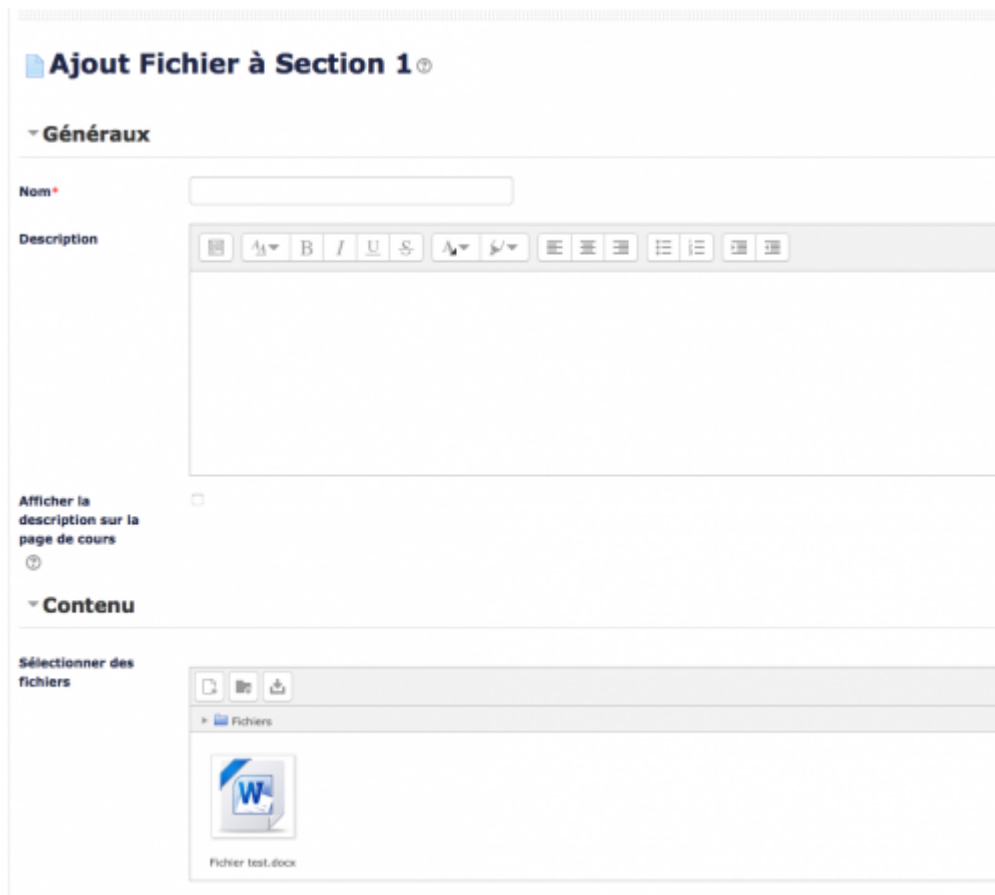 Ajout Fichier à Section 1
Généraux
Nom*
Description
B I U S
Afficher la
description sur la
page de cours
Contenu
Sélectionner des
fichiers
Fichiers
W
Fichier test.docx